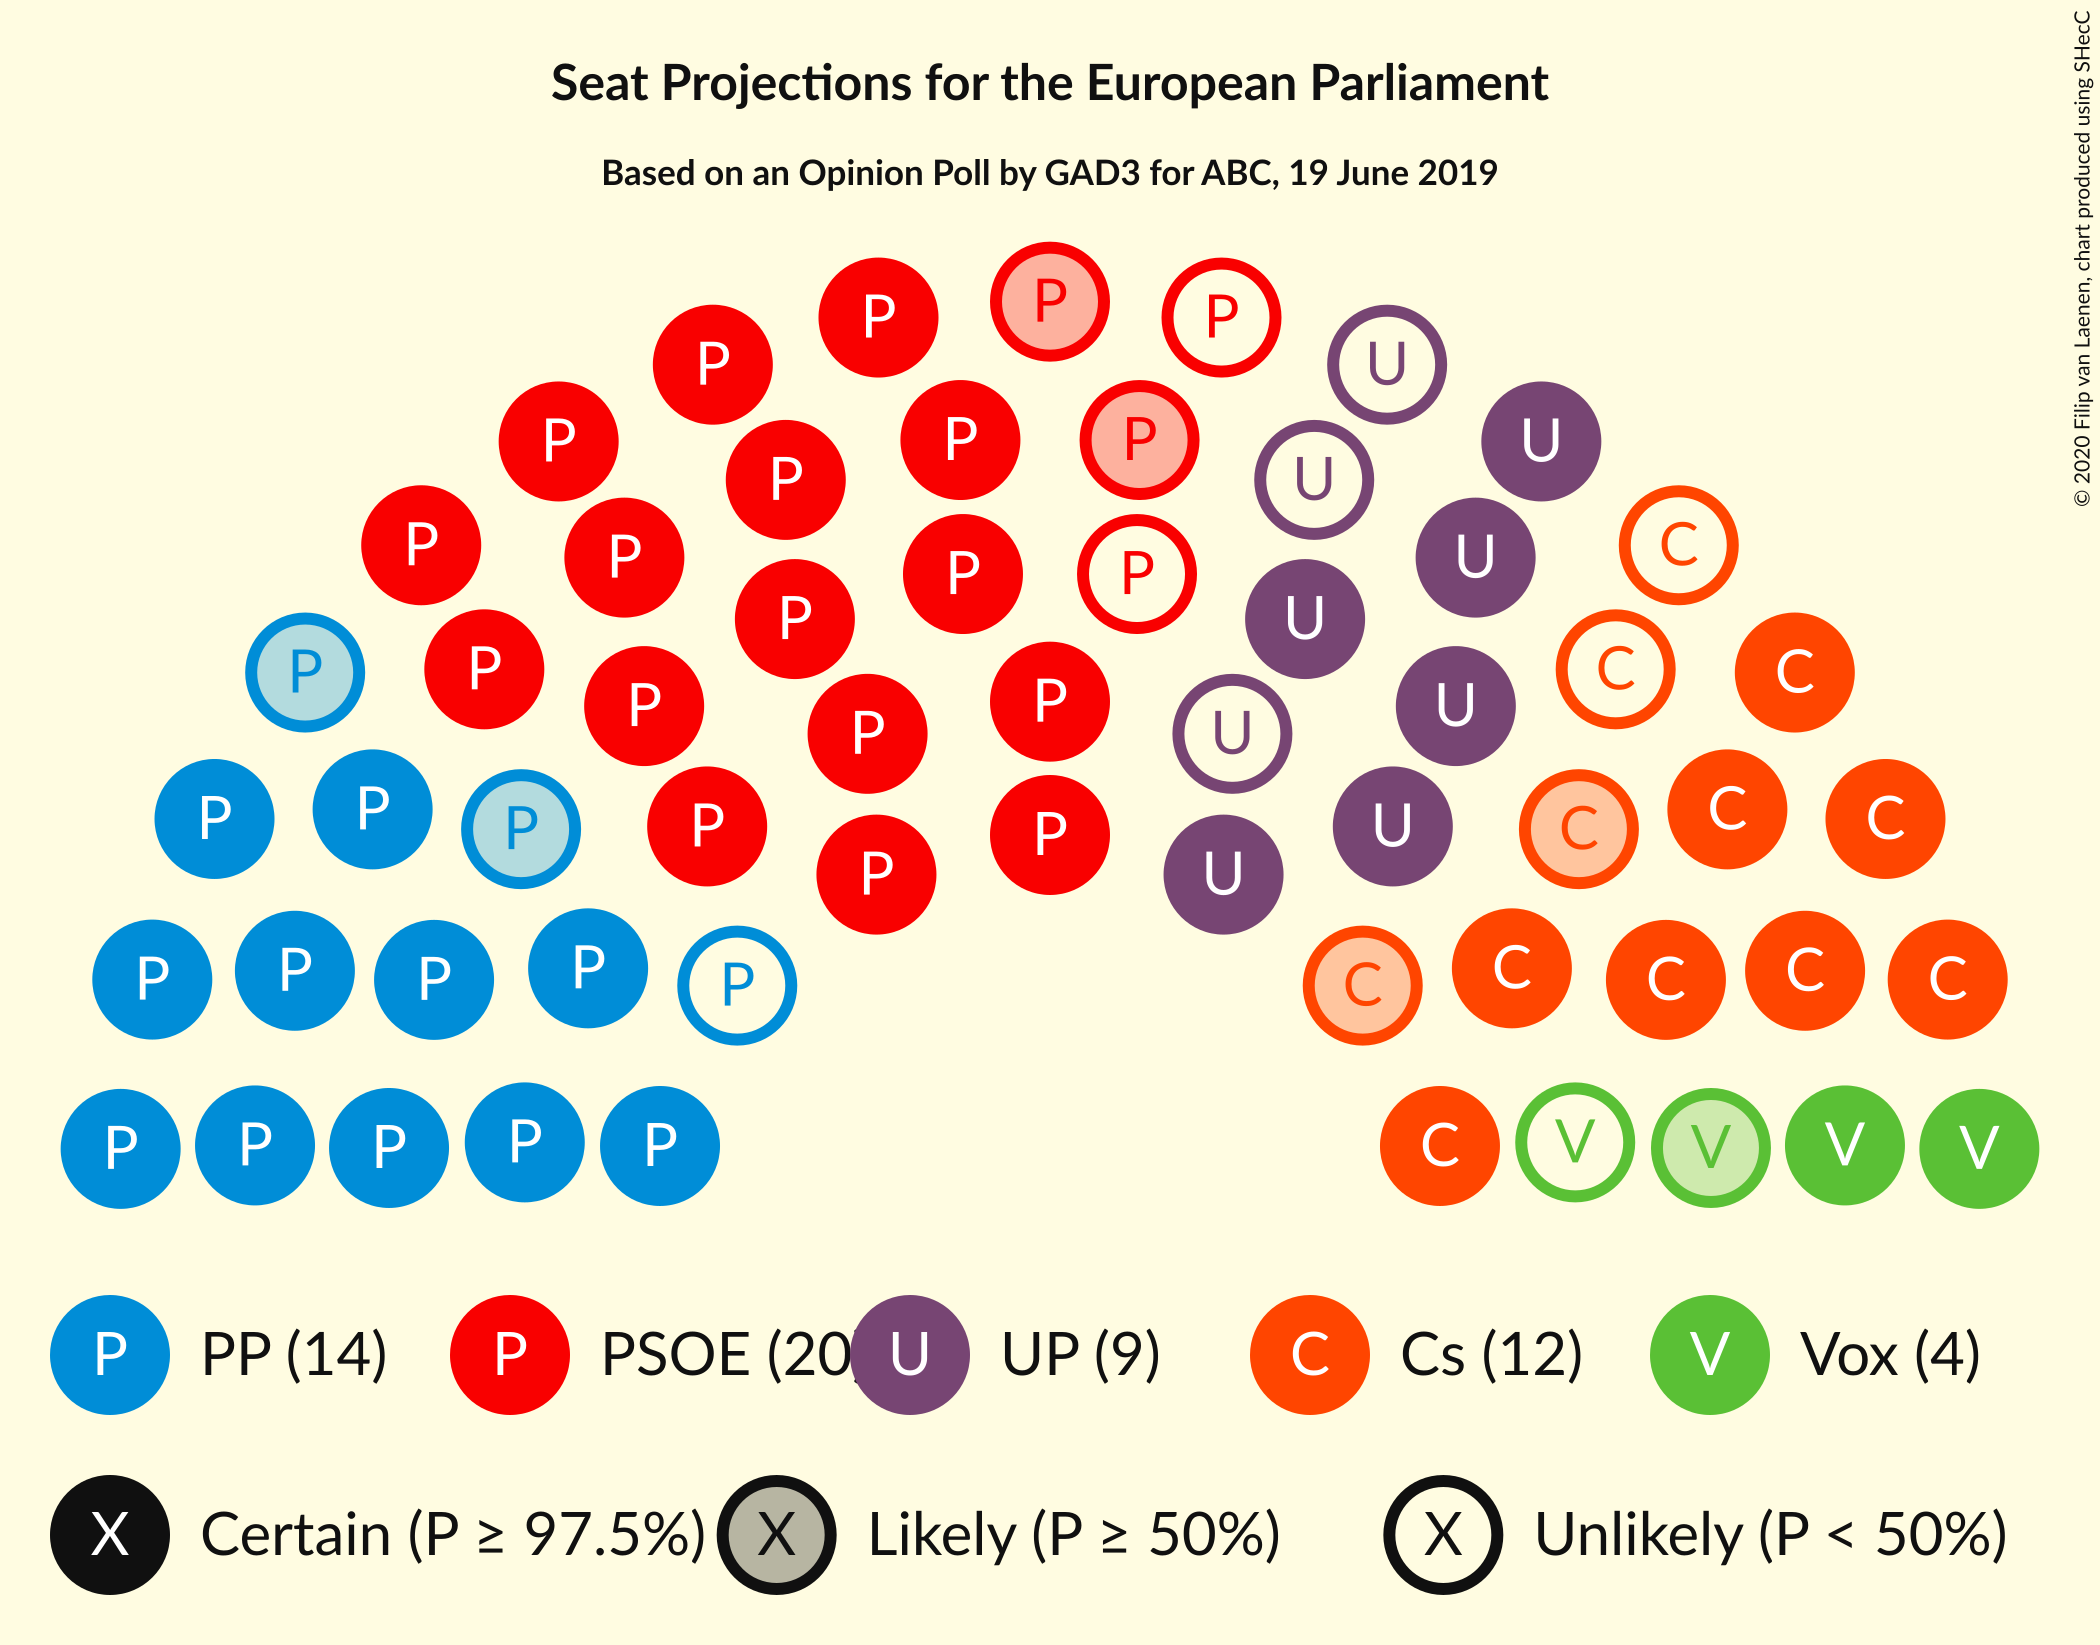 Seat Projections for the European Parliament
Based on an Opinion Poll by GAD3 for ABC, 19 June 2019
© 2020 Filip van Laenen, chart produced using SHecC
P P P
P P U
P P P U
P P U
P P P U C
P P U
P P P C
P P P C
P P U
P P U
P P P U C C
P P C C
P U
P P P P P C C C C C
P P P P P C V V V V
P PP (14) P PSOE (20) U UP (9) C Cs (12) V Vox (4)
X Certain (P ≥ 97.5%) X Likely (P ≥ 50%) X Unlikely (P < 50%)